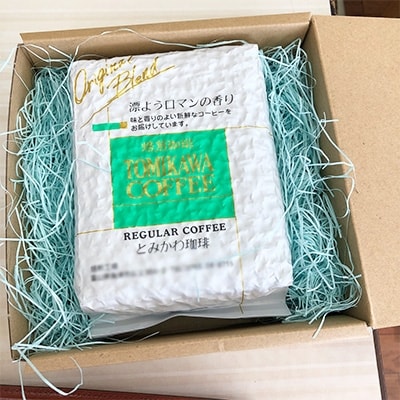 Original
Blend
漂ようロマンの香り
味と香りのよい新鮮なコーヒーを
お届けしています。
TOMIKAWA
COFFEE
REGULAR COFFEE
とみかわ珈琲